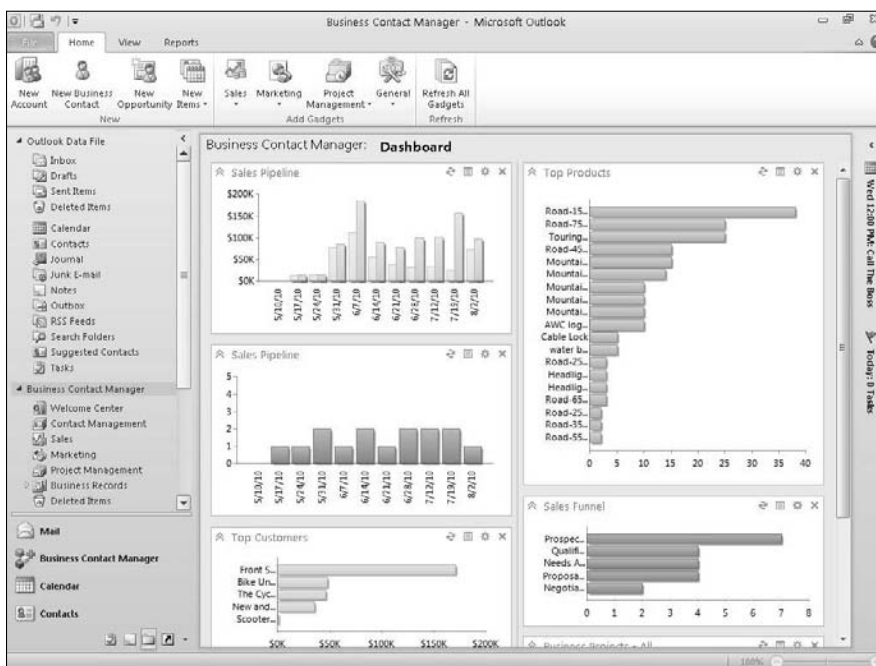 Business Contact Manager - Microsoft Outlook
File
Home
View
Reports
New Account
New Business Contact
New Opportunity
New Items
New
Sales
Marketing
Project Management
General
Add Gadgets
Refresh All Gadgets
Refresh
Outlook Data File
Inbox
Drafts
Sent Items
Deleted Items
Calendar
Contacts
Journal
Junk E-mail
Notes
Outbox
RSS Feeds
Search Folders
Suggested Contacts
Tasks
Business Contact Manager
Welcome Center
Contact Management
Sales
Marketing
Project Management
Business Records
Deleted Items
Mail
Business Contact Manager
Calendar
Contacts
Business Contact Manager: Dashboard
Sales Pipeline
$200K
$150K
$100K
$50K
$0K
5/10/10
5/17/10
5/24/10
5/31/10
6/7/10
6/14/10
6/21/10
6/28/10
7/12/10
7/19/10
8/2/10
Sales Pipeline
5
4
3
2
1
0
5/10/10
5/17/10
5/24/10
5/31/10
6/7/10
6/14/10
6/21/10
6/28/10
7/12/10
7/19/10
8/2/10
Top Customers
Front S...
Bike Un...
The Cyc...
New and...
Scooter...
$0K $50K $100K $150K $200K
Top Products
Road-15...
Road-75...
Touring...
Road-45...
Mountai...
Mountai...
Mountai...
Mountai...
Mountai...
AWC log...
Cable Lock
water b...
Road-25...
Headlig...
Headlig...
Road-65...
Road-25...
Road-35...
Road-55...
0 5 10 15 20 25 30 35 40
Sales Funnel
Prospec...
Qualifi...
Needs A...
Proposa...
Negotia...
0 1 2 3 4 5 6 7 8
Business Projects - All
Wed 12:00 PM: Call The Boss
Today: 0 Tasks
100%